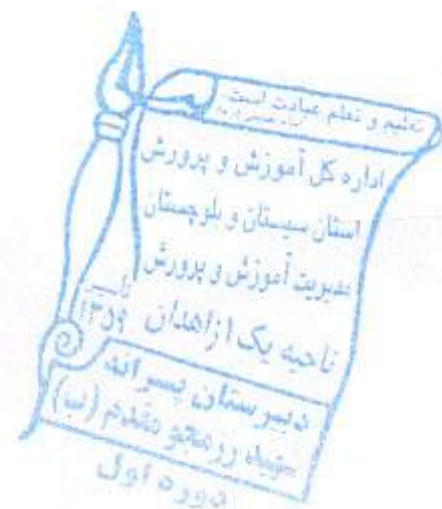 تعلیم و تعلم عبادت است
اداره کل آموزش و پرورش
استان سیستان و بلوچستان
مدیریت آموزش و پرورش
ناحیه یک زاهدان
تاسیس
۱۳۵۹
دبیرستان پسرانه
شهید رزمجو مقدم (ب)
دوره اول